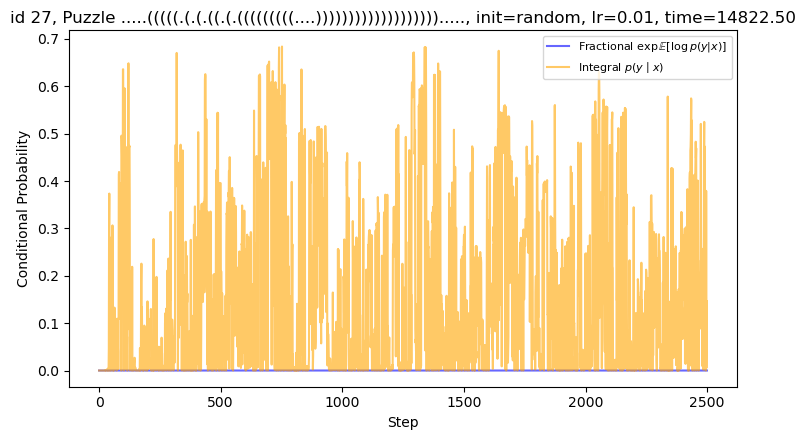 id 27, Puzzle .....(((((.(.(.((.(.(((((((((....)))))))))))))))))))....., init=random, lr=0.01, time=14822.50
Fractional exp𝔼[log p(y|x)]
Integral p(y | x)
Conditional Probability
0.7
0.6
0.5
0.4
0.3
0.2
0.1
0.0
0
500
1000
1500
2000
2500
Step